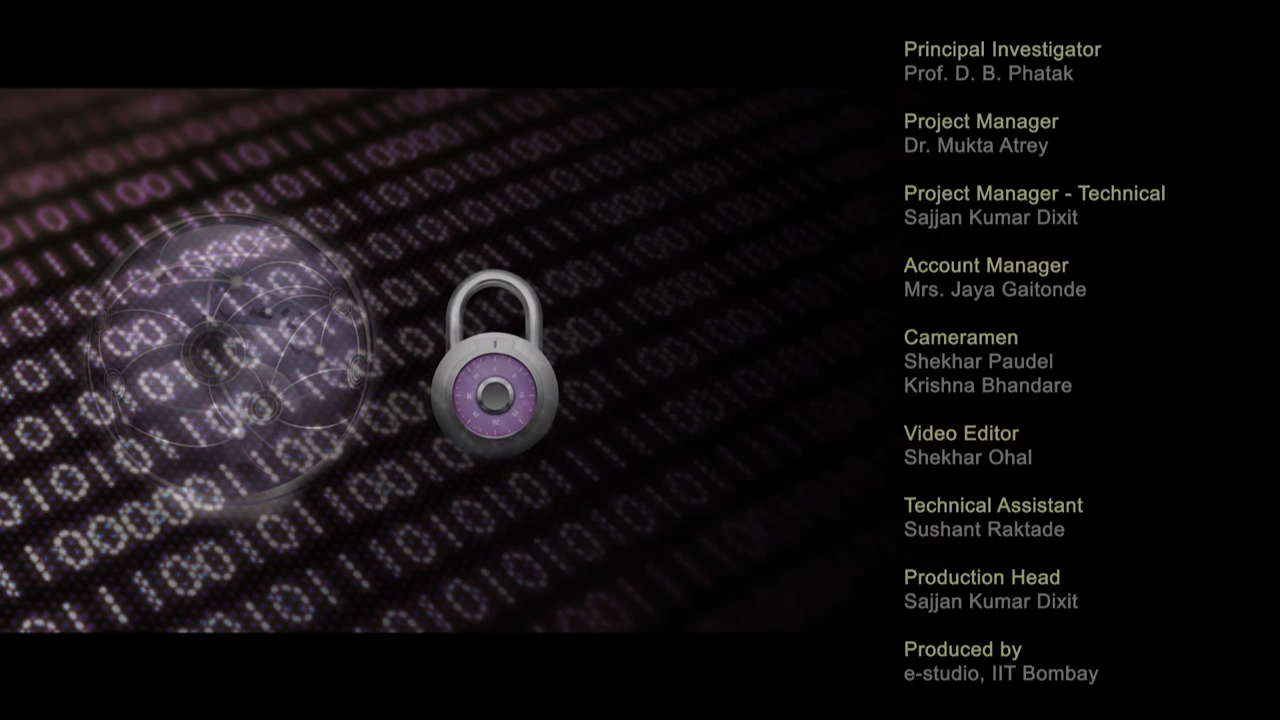 Principal Investigator
Prof. D. B. Phatak
Project Manager
Dr. Mukta Atrey
Project Manager - Technical
Sajjan Kumar Dixit
Account Manager
Mrs. Jaya Gaitonde
Cameramen
Shekhar Paudel
Krishna Bhandare
Video Editor
Shekhar Ohal
Technical Assistant
Sushant Raktade
Production Head
Sajjan Kumar Dixit
Produced by
e-studio, IIT Bombay